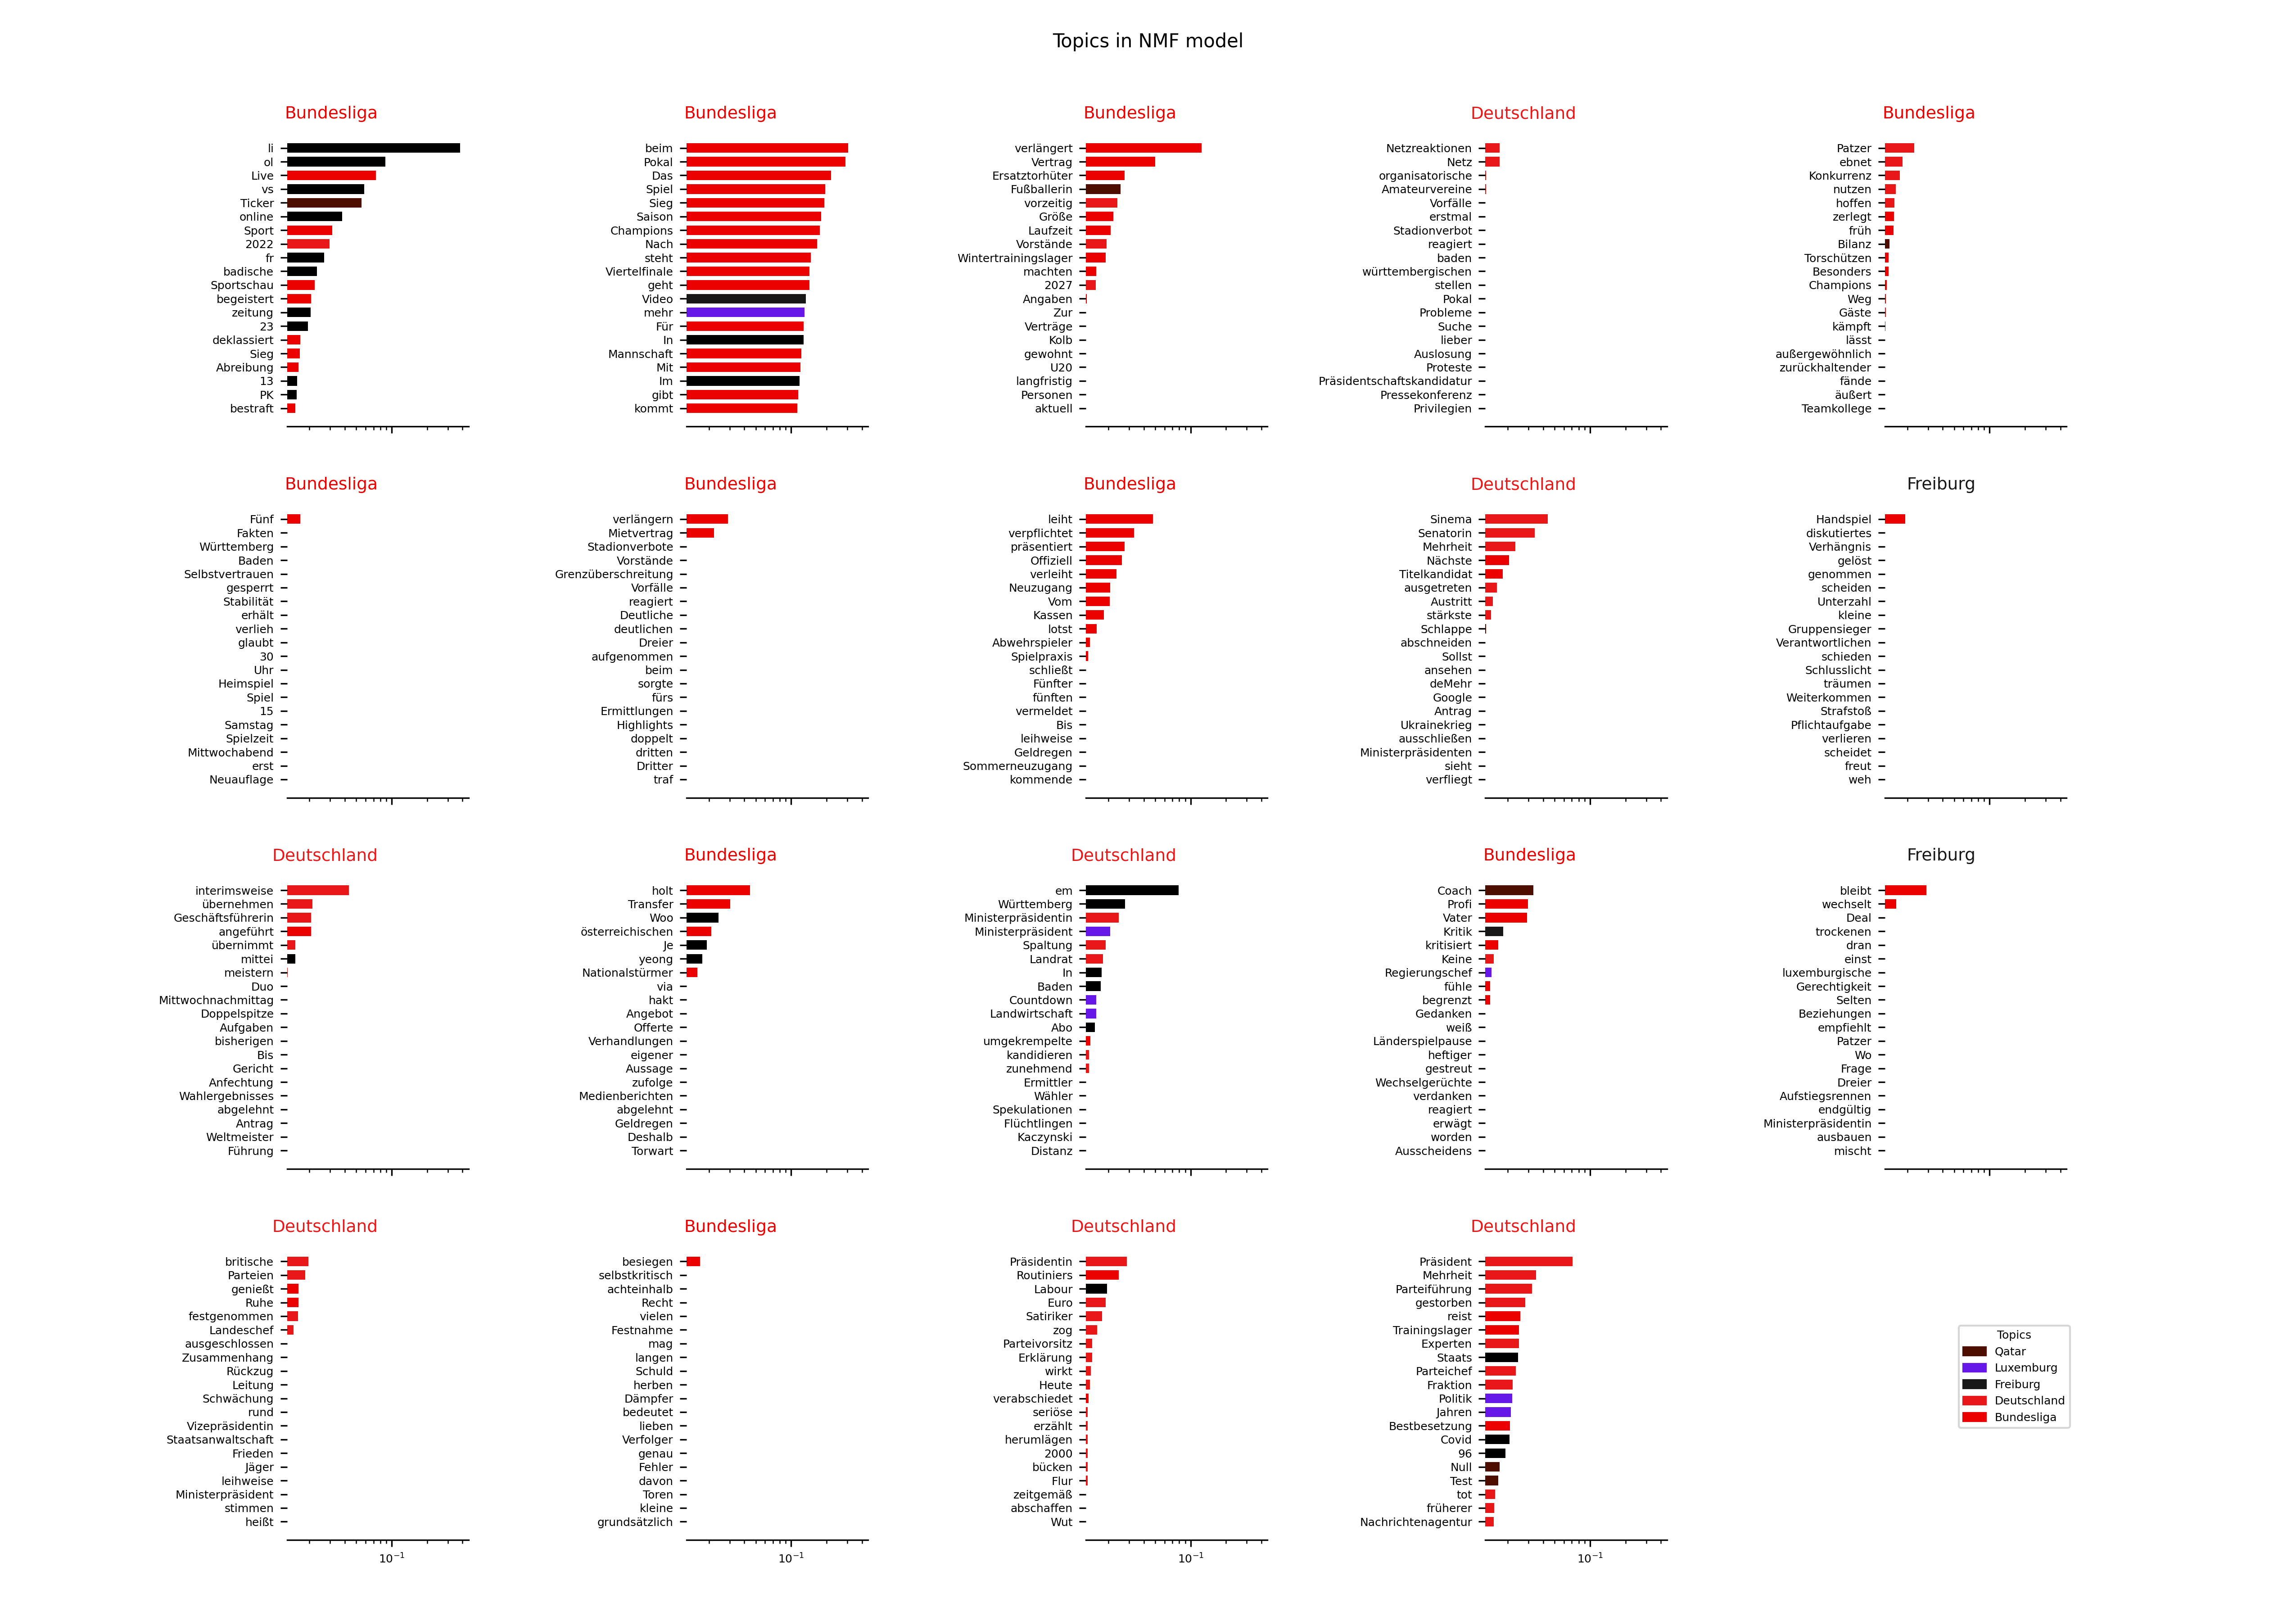 Topics in NMF model
Bundesliga
li
ol
Live
vs
Ticker
online
Sport
2022
fr
badische
Sportschau
begeistert
zeitung
23
deklassiert
Sieg
Abreibung
13
PK
bestraft
Bundesliga
beim
Pokal
Das
Spiel
Sieg
Saison
Champions
Nach
steht
Viertelfinale
geht
Video
mehr
Für
In
Mannschaft
Mit
Im
gibt
kommt
Bundesliga
verlängert
Vertrag
Ersatztorhüter
Fußballerin
vorzeitig
Größe
Laufzeit
Vorstände
Wintertrainingslager
machten
2027
Angaben
Zur
Verträge
Kolb
gewohnt
U20
langfristig
Personen
aktuell
Deutschland
Netzreaktionen
Netz
organisatorische
Amateurvereine
Vorfälle
erstmal
Stadionverbot
reagiert
baden
württembergischen
stellen
Pokal
Probleme
Suche
lieber
Auslosung
Proteste
Präsidentschaftskandidatur
Pressekonferenz
Privilegien
Bundesliga
Patzer
ebnet
Konkurrenz
nutzen
hoffen
zerlegt
früh
Bilanz
Torschützen
Besonders
Champions
Weg
Gäste
kämpft
lässt
außergewöhnlich
zurückhaltender
fände
äußert
Teamkollege
Bundesliga
Fünf
Fakten
Württemberg
Baden
Selbstvertrauen
gesperrt
Stabilität
erhält
verlieh
glaubt
30
Uhr
Heimspiel
Spiel
15
Samstag
Spielzeit
Mittwochabend
erst
Neuauflage
Bundesliga
verlängern
Mietvertrag
Stadionverbote
Vorstände
Grenzüberschreitung
Vorfälle
reagiert
Deutliche
deutlichen
Dreier
aufgenommen
beim
sorgte
fürs
Ermittlungen
Highlights
doppelt
dritten
Dritter
traf
Bundesliga
leiht
verpflichtet
präsentiert
Offiziell
verleiht
Neuzugang
Vom
Kassen
lotst
Abwehrspieler
Spielpraxis
schließt
Fünfter
fünften
vermeldet
Bis
leihweise
Geldregen
Sommerneuzugang
kommende
Deutschland
Sinema
Senatorin
Mehrheit
Nächste
Titelkandidat
ausgetreten
Austritt
stärkste
Schlappe
abschneiden
Sollst
ansehen
deMehr
Google
Antrag
Ukrainekrieg
ausschließen
Ministerpräsidenten
sieht
verfliegt
Freiburg
Handspiel
diskutiertes
Verhängnis
gelöst
genommen
scheiden
Unterzahl
kleine
Gruppensieger
Verantwortlichen
schieden
Schlusslicht
träumen
Weiterkommen
Strafstoß
Pflichtaufgabe
verlieren
scheidet
freut
weh
Deutschland
interimsweise
übernehmen
Geschäftsführerin
angeführt
übernimmt
mittei
meistern
Duo
Mittwochnachmittag
Doppelspitze
Aufgaben
bisherigen
Bis
Gericht
Anfechtung
Wahlergebnisses
abgelehnt
Antrag
Weltmeister
Führung
Bundesliga
holt
Transfer
Woo
österreichischen
Je
yeong
Nationalstürmer
via
hakt
Angebot
Offerte
Verhandlungen
eigener
Aussage
zufolge
Medienberichten
abgelehnt
Geldregen
Deshalb
Torwart
Deutschland
em
Württemberg
Ministerpräsidentin
Ministerpräsident
Spaltung
Landrat
In
Baden
Countdown
Landwirtschaft
Abo
umgekrempelte
kandidieren
zunehmend
Ermittler
Wähler
Spekulationen
Flüchtlingen
Kaczynski
Distanz
Bundesliga
Coach
Profi
Vater
Kritik
kritisiert
Keine
Regierungschef
fühle
begrenzt
Gedanken
weiß
Länderspielpause
heftiger
gestreut
Wechselgerüchte
verdanken
reagiert
erwägt
worden
Ausscheidens
Freiburg
bleibt
wechselt
Deal
trockenen
dran
einst
luxemburgische
Gerechtigkeit
Selten
Beziehungen
empfiehlt
Patzer
Wo
Frage
Dreier
Aufstiegsrennen
endgültig
Ministerpräsidentin
ausbauen
mischt
Deutschland
britische
Parteien
genießt
Ruhe
festgenommen
Landeschef
ausgeschlossen
Zusammenhang
Rückzug
Leitung
Schwächung
rund
Vizepräsidentin
Staatsanwaltschaft
Frieden
Jäger
leihweise
Ministerpräsident
stimmen
heißt
10⁻¹
Bundesliga
besiegen
selbstkritisch
achteinhalb
Recht
vielen
Festnahme
mag
langen
Schuld
herben
Dämpfer
bedeutet
lieben
Verfolger
genau
Fehler
davon
Toren
kleine
grundsätzlich
10⁻¹
Deutschland
Präsidentin
Routiniers
Labour
Euro
Satiriker
zog
Parteivorsitz
Erklärung
wirkt
Heute
verabschiedet
seriöse
erzählt
herumlägen
2000
bücken
Flur
zeitgemäß
abschaffen
Wut
10⁻¹
Deutschland
Präsident
Mehrheit
Parteiführung
gestorben
reist
Trainingslager
Experten
Staats
Parteichef
Fraktion
Politik
Jahren
Bestbesetzung
Covid
96
Null
Test
tot
früherer
Nachrichtenagentur
10⁻¹
Topics
Qatar
Luxemburg
Freiburg
Deutschland
Bundesliga